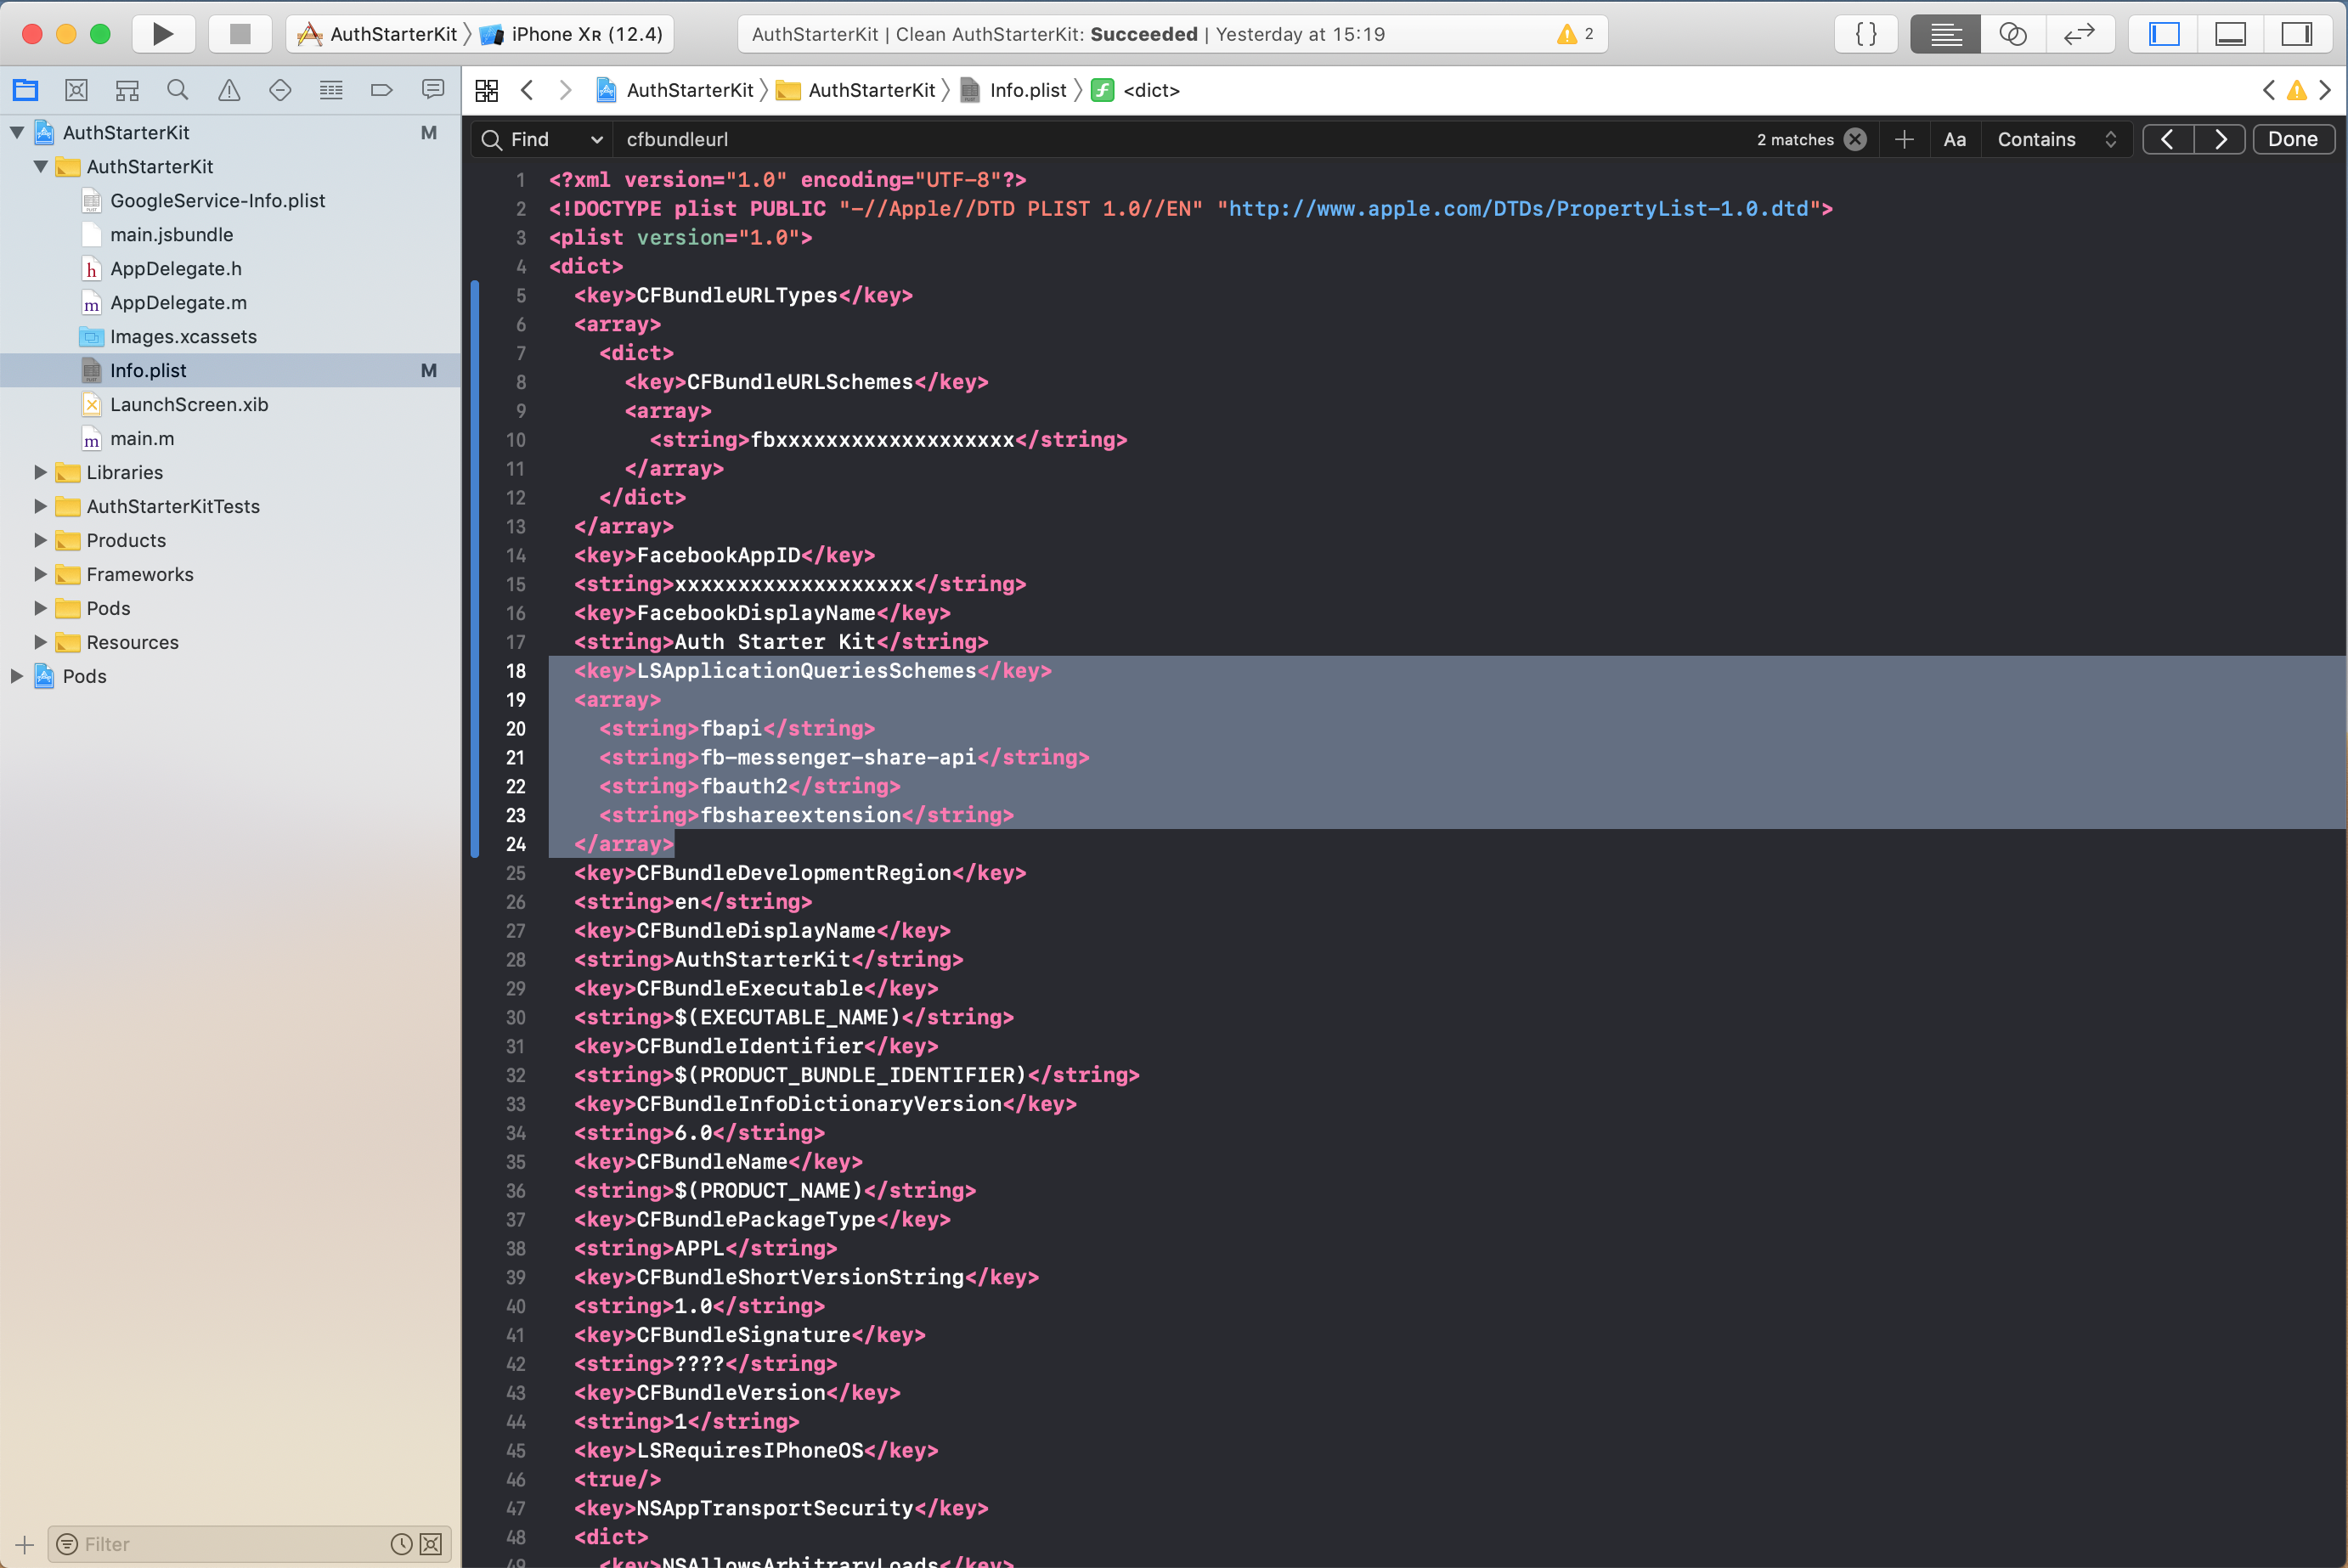 AuthStarterKit 〉 iPhone XR (12.4)
AuthStarterKit | Clean AuthStarterKit: Succeeded | Yesterday at 15:19
2
{ }
AuthStarterKit 〉 AuthStarterKit 〉 Info.plist 〉 <dict>
Find
cfbundleurl
2 matches
Aa
Contains
Done
AuthStarterKit M
AuthStarterKit
GoogleService-Info.plist
main.jsbundle
AppDelegate.h
AppDelegate.m
Images.xcassets
Info.plist M
LaunchScreen.xib
main.m
Libraries
AuthStarterKitTests
Products
Frameworks
Pods
Resources
Pods
Filter
1 <?xml version="1.0" encoding="UTF-8"?>
2 <!DOCTYPE plist PUBLIC "-//Apple//DTD PLIST 1.0//EN" "http://www.apple.com/DTDs/PropertyList-1.0.dtd">
3 <plist version="1.0">
4 <dict>
5 <key>CFBundleURLTypes</key>
6 <array>
7 <dict>
8 <key>CFBundleURLSchemes</key>
9 <array>
10 <string>fbxxxxxxxxxxxxxxxxxxx</string>
11 </array>
12 </dict>
13 </array>
14 <key>FacebookAppID</key>
15 <string>xxxxxxxxxxxxxxxxxxx</string>
16 <key>FacebookDisplayName</key>
17 <string>Auth Starter Kit</string>
18 <key>LSApplicationQueriesSchemes</key>
19 <array>
20 <string>fbapi</string>
21 <string>fb-messenger-share-api</string>
22 <string>fbauth2</string>
23 <string>fbshareextension</string>
24 </array>
25 <key>CFBundleDevelopmentRegion</key>
26 <string>en</string>
27 <key>CFBundleDisplayName</key>
28 <string>AuthStarterKit</string>
29 <key>CFBundleExecutable</key>
30 <string>$(EXECUTABLE_NAME)</string>
31 <key>CFBundleIdentifier</key>
32 <string>$(PRODUCT_BUNDLE_IDENTIFIER)</string>
33 <key>CFBundleInfoDictionaryVersion</key>
34 <string>6.0</string>
35 <key>CFBundleName</key>
36 <string>$(PRODUCT_NAME)</string>
37 <key>CFBundlePackageType</key>
38 <string>APPL</string>
39 <key>CFBundleShortVersionString</key>
40 <string>1.0</string>
41 <key>CFBundleSignature</key>
42 <string>????</string>
43 <key>CFBundleVersion</key>
44 <string>1</string>
45 <key>LSRequiresIPhoneOS</key>
46 <true/>
47 <key>NSAppTransportSecurity</key>
48 <dict>
49 <key>NSAllowsArbitraryLoads</key>